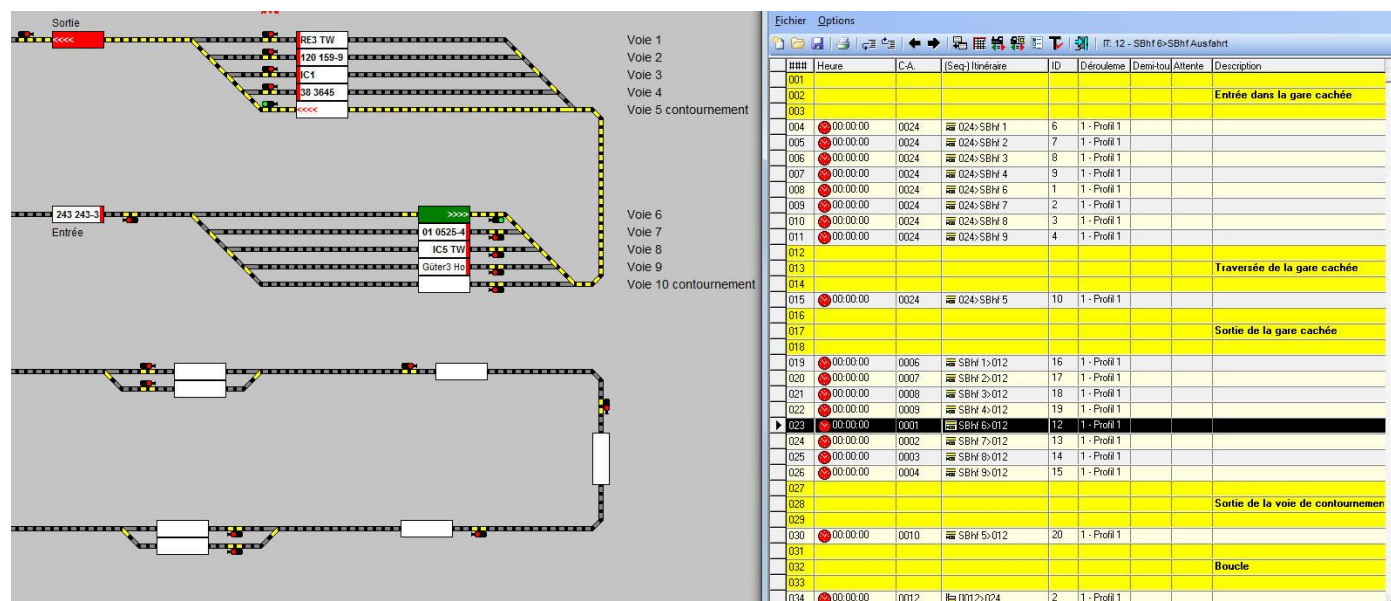 Sortie
<<<<
RE3 TW
Voie 1
120 159-9
Voie 2
IC1
Voie 3
38 3645
Voie 4
<<<<
Voie 5 contournement
243 243-3
>>>>
Voie 6
Entrée
01 0525-4
Voie 7
IC5 TW
Voie 8
Güter3 Ho
Voie 9
Voie 10 contournement
Fichier Options
IT: 12 - SBhf 6>SBhf Ausfahrt
### Heure C-A. (Seq-) Itinéraire ID Dérouleme Demi-tou Attente Description
001
002 Entrée dans la gare cachée
003
004 00:00:00 0024 024>SBhf 1 6 1 - Profil 1
005 00:00:00 0024 024>SBhf 2 7 1 - Profil 1
006 00:00:00 0024 024>SBhf 3 8 1 - Profil 1
007 00:00:00 0024 024>SBhf 4 9 1 - Profil 1
008 00:00:00 0024 024>SBhf 6 1 1 - Profil 1
009 00:00:00 0024 024>SBhf 7 2 1 - Profil 1
010 00:00:00 0024 024>SBhf 8 3 1 - Profil 1
011 00:00:00 0024 024>SBhf 9 4 1 - Profil 1
012
013 Traversée de la gare cachée
014
015 00:00:00 0024 024>SBhf 5 10 1 - Profil 1
016
017 Sortie de la gare cachée
018
019 00:00:00 0006 SBhf 1>012 16 1 - Profil 1
020 00:00:00 0007 SBhf 2>012 17 1 - Profil 1
021 00:00:00 0008 SBhf 3>012 18 1 - Profil 1
022 00:00:00 0009 SBhf 4>012 19 1 - Profil 1
023 00:00:00 0001 SBhf 6>012 12 1 - Profil 1
024 00:00:00 0002 SBhf 7>012 13 1 - Profil 1
025 00:00:00 0003 SBhf 8>012 14 1 - Profil 1
026 00:00:00 0004 SBhf 9>012 15 1 - Profil 1
027
028 Sortie de la voie de contournemen
029
030 00:00:00 0010 SBhf 5>012 20 1 - Profil 1
031
032 Boucle
033
034 00:00:00 0012 012>024 2 1 - Profil 1